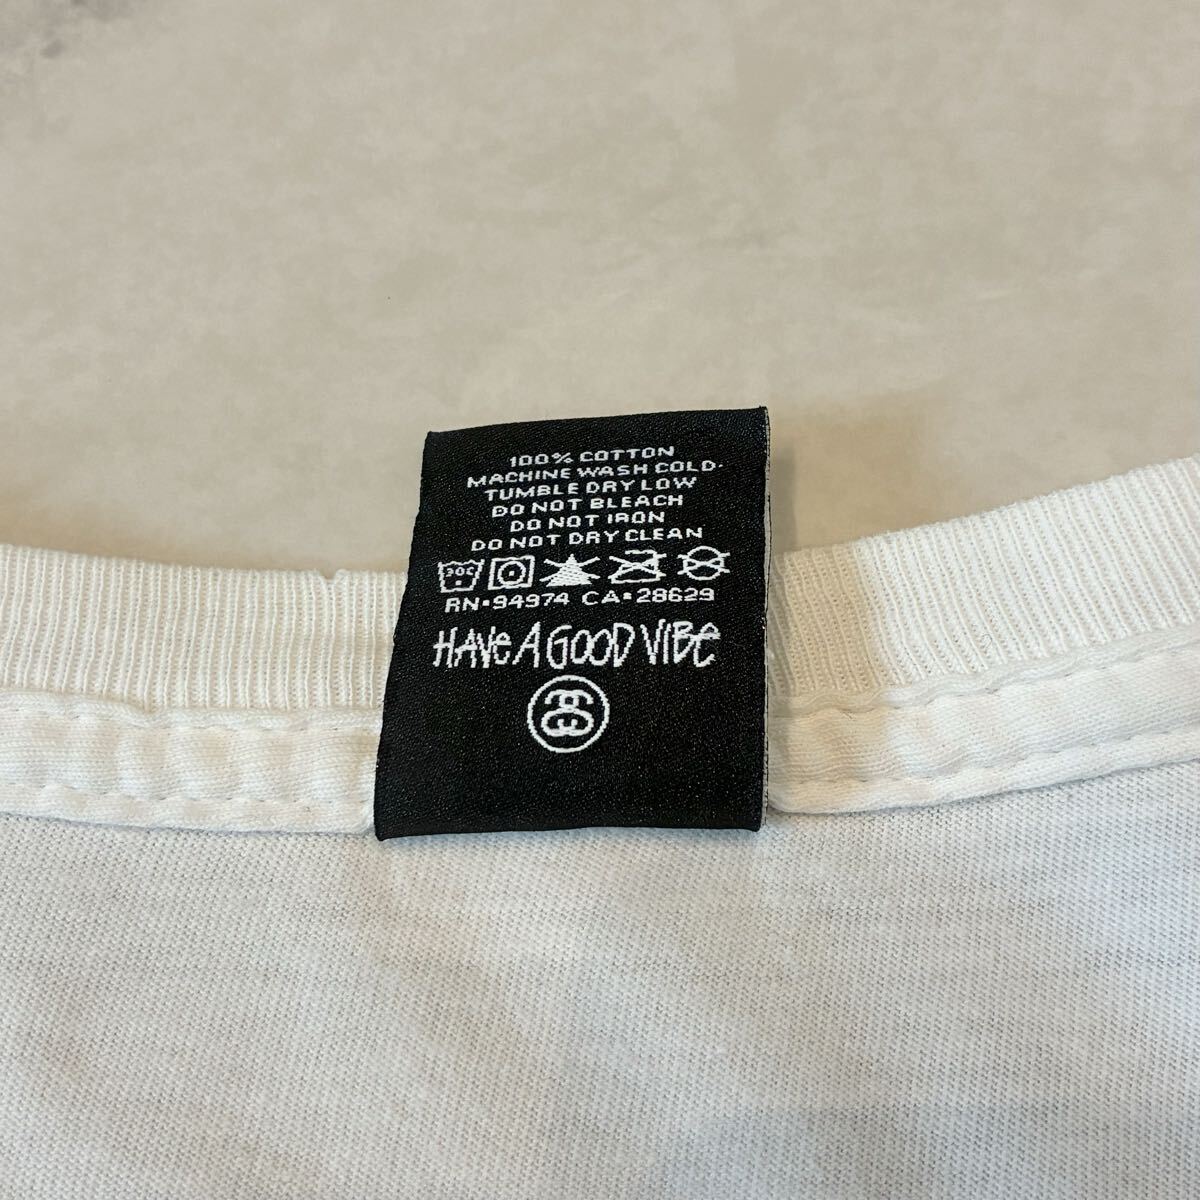 100% COTTON
MACHINE WASH COLD-
TUMBLE DRY LOW
DO NOT BLEACH
DO NOT IRON
DO NOT DRY CLEAN
30C
RN•94974 CA•28629
HAVE A GOOD VIBE